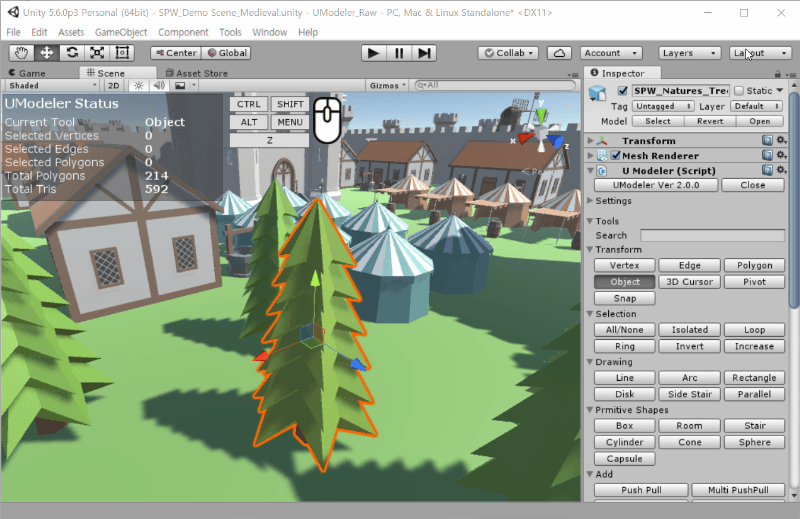 Unity 5.6.0p3 Personal (64bit) - SPW_Demo Scene_Medieval.unity - UModeler_Raw - PC, Mac & Linux Standalone* <DX11>
File Edit Assets GameObject Component Tools Window Help
Center Global Collab Account Layers Layout
Game Scene Asset Store Inspector
Shaded 2D Gizmos All
SPW_Natures_Tree Static
Tag Untagged Layer Default
Model Select Revert Open
UModeler Status
Current Tool Object
Selected Vertices 0
Selected Edges 0
Selected Polygons 0
Total Polygons 214
Total Tris 592
CTRL SHIFT
ALT MENU
Z
y
x z
Transform
Mesh Renderer
U Modeler (Script)
UModeler Ver 2.0.0 Close
Settings
Tools
Search
Transform
Vertex Edge Polygon
Object 3D Cursor Pivot
Snap
Selection
All/None Isolated Loop
Ring Invert Increase
Drawing
Line Arc Rectangle
Disk Side Stair Parallel
Prmitive Shapes
Box Room Stair
Cylinder Cone Sphere
Capsule
Add
Push Pull Multi PushPull